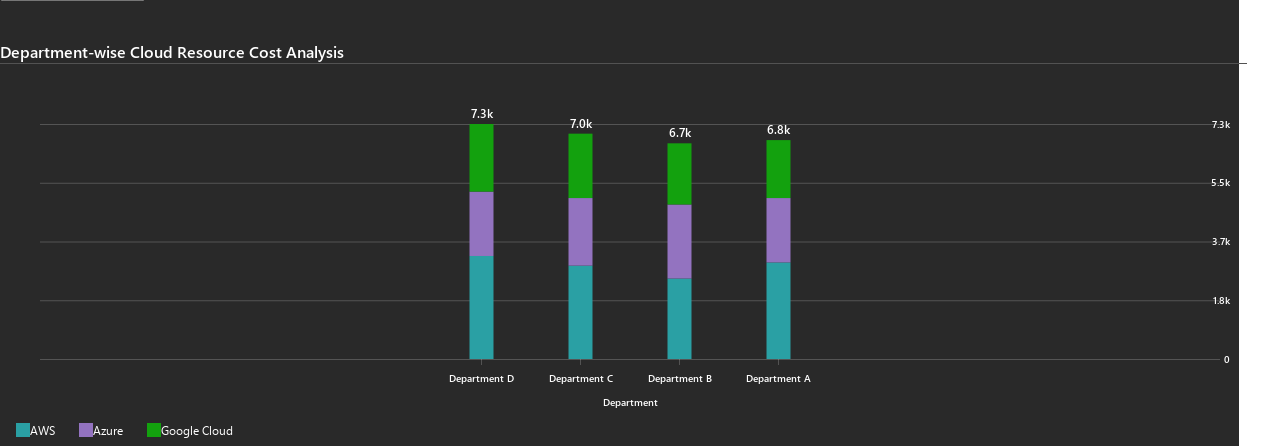 Department-wise Cloud Resource Cost Analysis
7.3k
7.0k
6.7k
6.8k
7.3k
5.5k
3.7k
1.8k
0
Department D
Department C
Department B
Department A
Department
AWS
Azure
Google Cloud